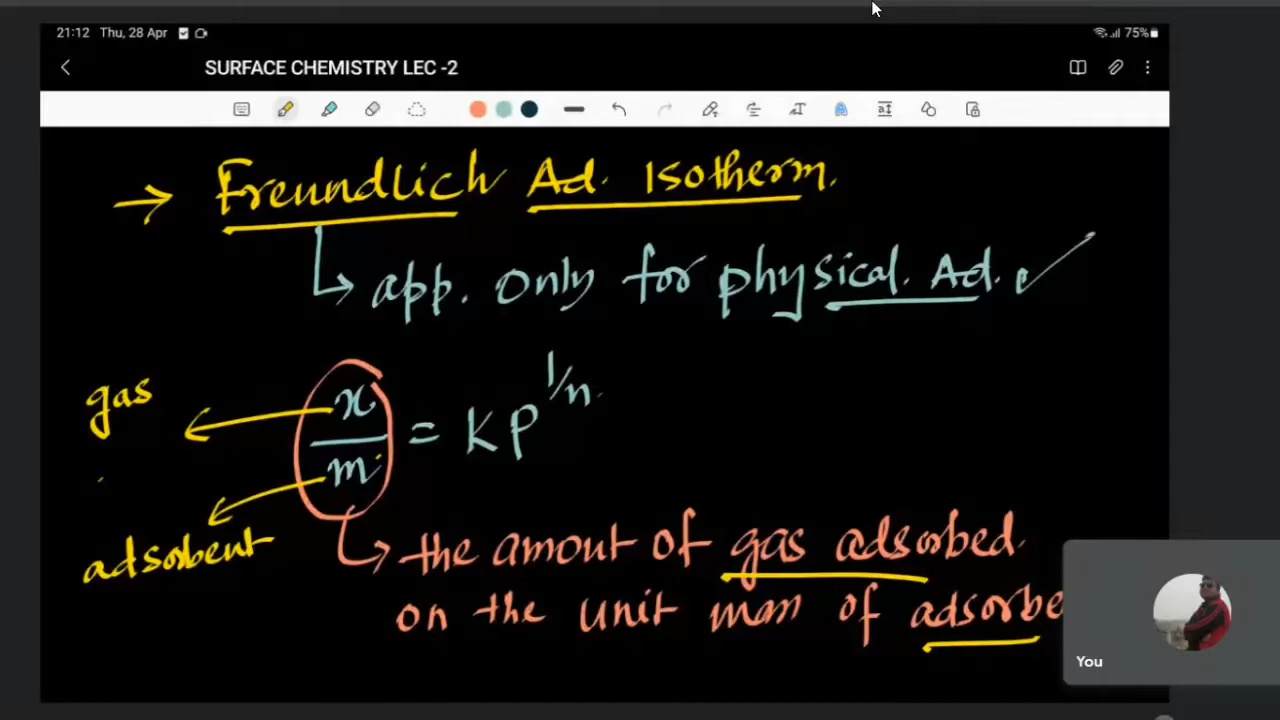 21:12 Thu, 28 Apr 75%
SURFACE CHEMISTRY LEC -2
→ Freundlich Ad. Isotherm.
↳ app. only for physical. Ad. ✓
gas
x/m = KP^1/n
adsorbent
↳ the amout of gas adsorbed.
on the unit mass of adsorbe
You